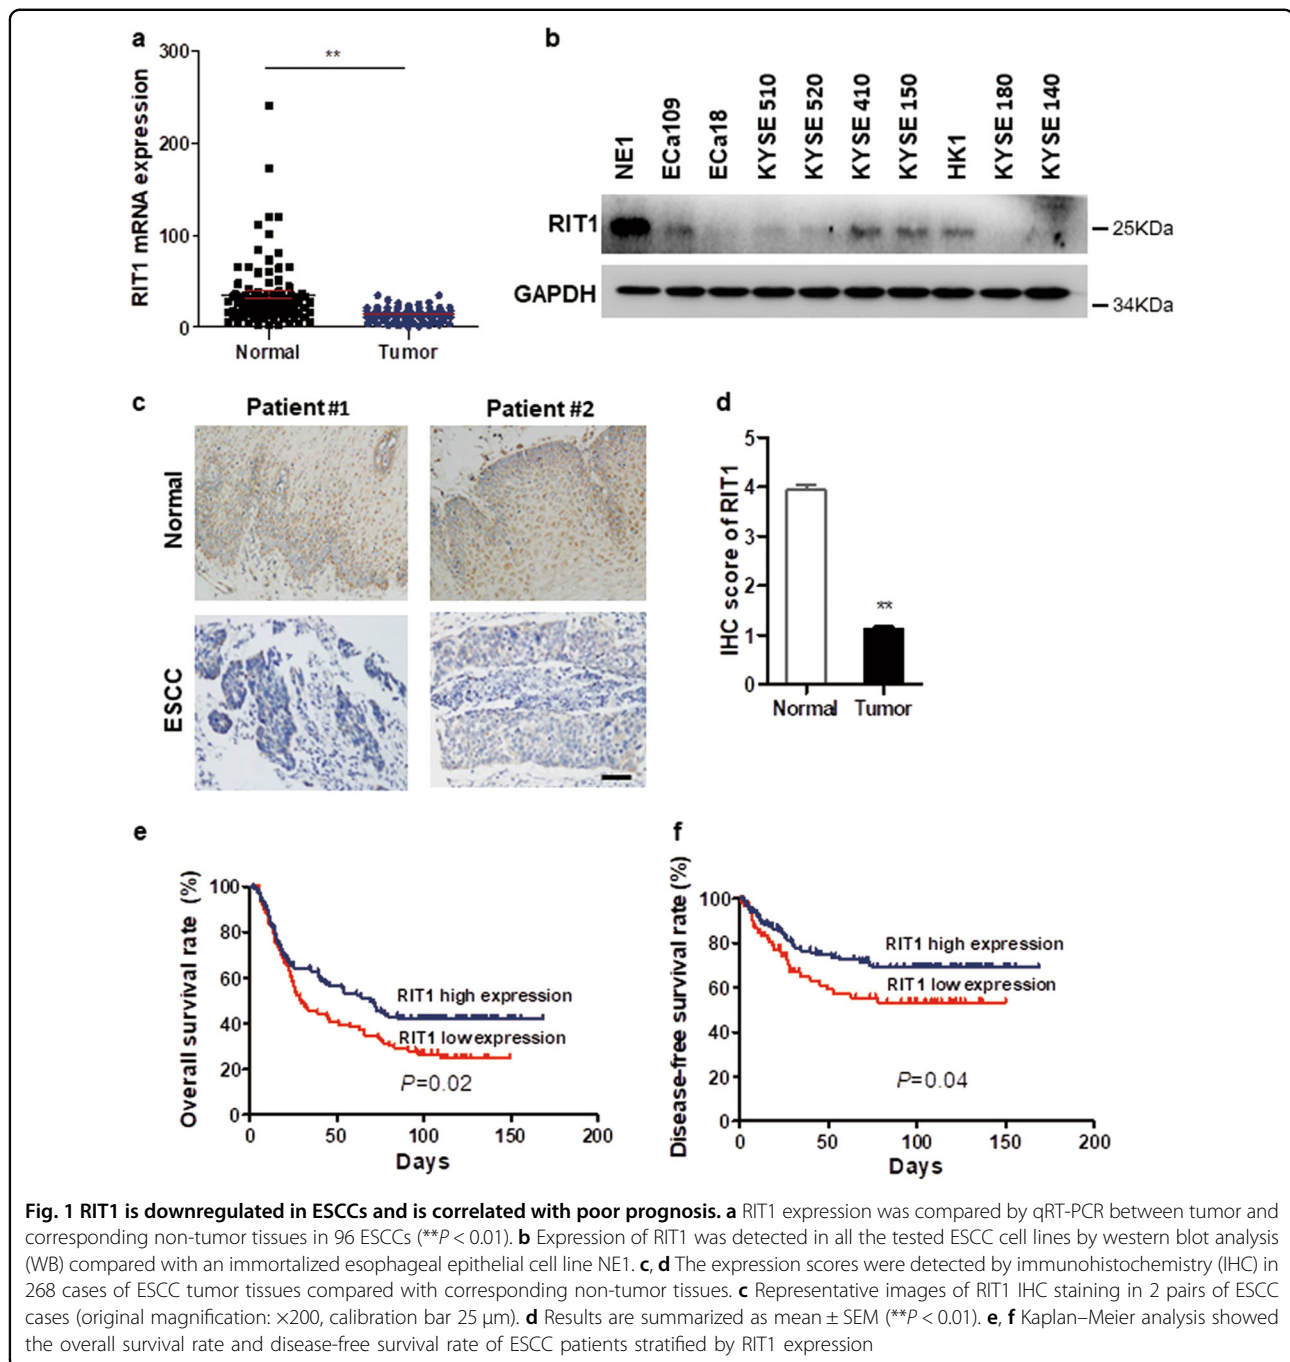 a
300
200
100
0
RIT1 mRNA expression
**
Normal
Tumor
b
NE1
ECa109
ECa18
KYSE 510
KYSE 520
KYSE 410
KYSE 150
HK1
KYSE 180
KYSE 140
RIT1
25KDa
GAPDH
34KDa
c
Patient #1
Patient #2
Normal
ESCC
d
5
4
3
2
1
0
IHC score of RIT1
**
Normal
Tumor
e
100
80
60
40
20
0
Overall survival rate (%)
RIT1 high expression
RIT1 low expression
P=0.02
0 50 100 150 200
Days
f
100
80
60
40
20
0
Disease-free survival rate (%)
RIT1 high expression
RIT1 low expression
P=0.04
0 50 100 150 200
Days
Fig. 1 RIT1 is downregulated in ESCCs and is correlated with poor prognosis. a RIT1 expression was compared by qRT-PCR between tumor and
corresponding non-tumor tissues in 96 ESCCs (**P < 0.01). b Expression of RIT1 was detected in all the tested ESCC cell lines by western blot analysis
(WB) compared with an immortalized esophageal epithelial cell line NE1. c, d The expression scores were detected by immunohistochemistry (IHC) in
268 cases of ESCC tumor tissues compared with corresponding non-tumor tissues. c Representative images of RIT1 IHC staining in 2 pairs of ESCC
cases (original magnification: ×200, calibration bar 25 μm). d Results are summarized as mean ± SEM (**P < 0.01). e, f Kaplan–Meier analysis showed
the overall survival rate and disease-free survival rate of ESCC patients stratified by RIT1 expression